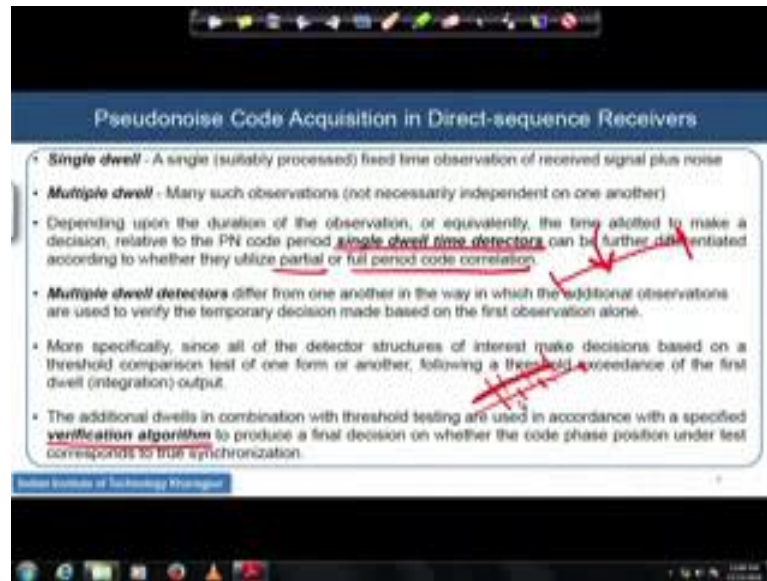 Pseudonoise Code Acquisition in Direct-sequence Receivers
• Single dwell - A single (suitably processed) fixed time observation of received signal plus noise
• Multiple dwell - Many such observations (not necessarily independent on one another)
• Depending upon the duration of the observation, or equivalently, the time allotted to make a
decision, relative to the PN code period single dwell time detectors can be further differentiated
according to whether they utilize partial or full period code correlation.
• Multiple dwell detectors differ from one another in the way in which the additional observations
are used to verify the temporary decision made based on the first observation alone.
• More specifically, since all of the detector structures of interest make decisions based on a
threshold comparison test of one form or another, following a threshold exceedance of the first
dwell (integration) output.
• The additional dwells in combination with threshold testing are used in accordance with a specified
verification algorithm to produce a final decision on whether the code phase position under test
corresponds to true synchronization.
Indian Institute of Technology Kharagpur